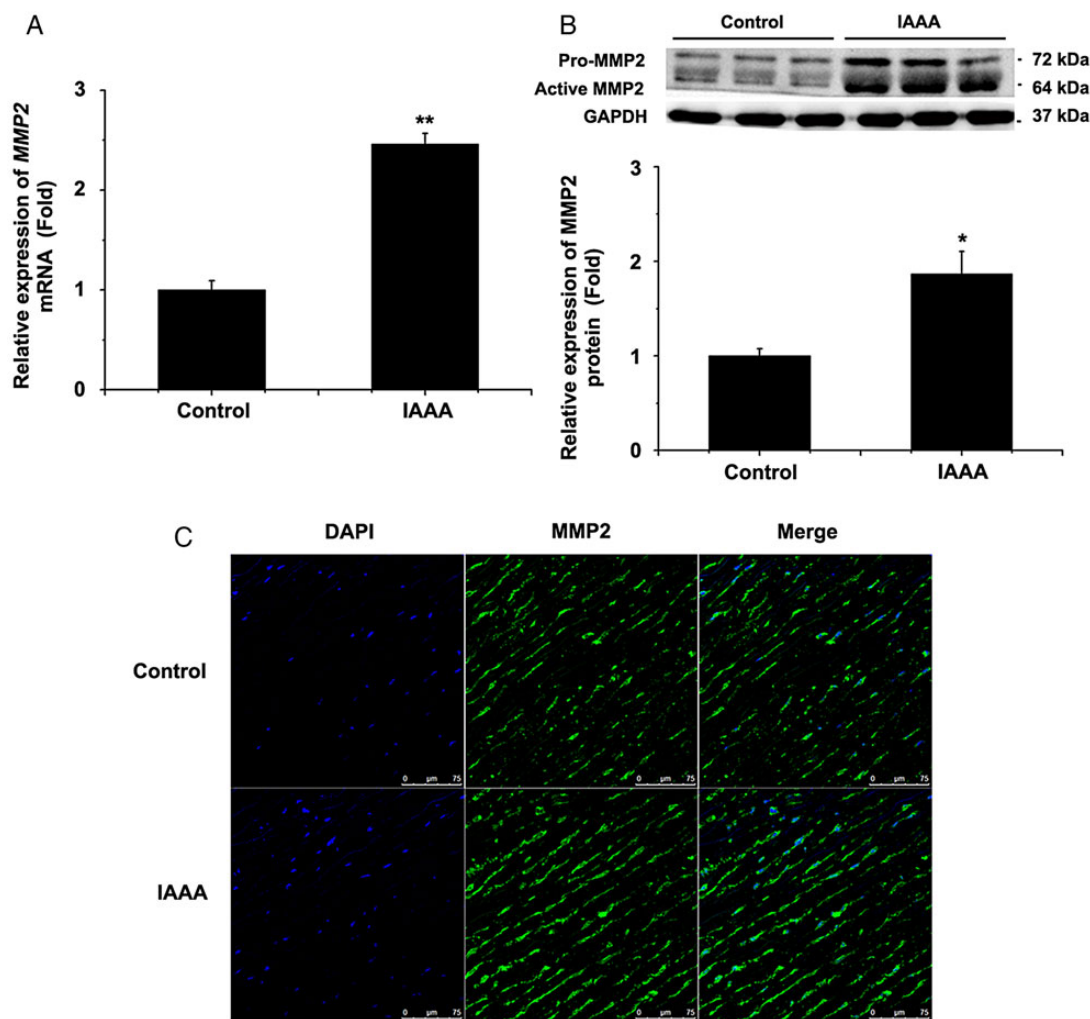 A
Relative expression of MMP2
mRNA (Fold)
3
2
1
0
**
Control
IAAA
B
Control
IAAA
Pro-MMP2
- 72 kDa
Active MMP2
- 64 kDa
GAPDH
- 37 kDa
Relative expression of MMP2
protein (Fold)
3
2
1
0
*
Control
IAAA
C
DAPI
MMP2
Merge
Control
0 µm 75
0 µm 75
0 µm 75
IAAA
0 µm 75
0 µm 75
0 µm 75